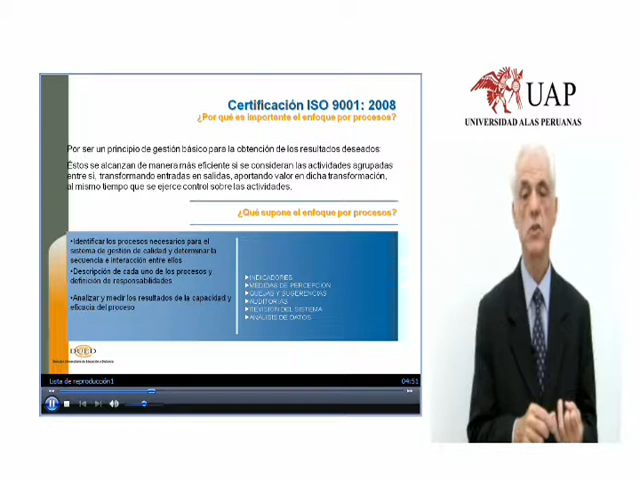 Certificación ISO 9001: 2008
¿Por qué es importante el enfoque por procesos?
Por ser un principio de gestión básico para la obtención de los resultados deseados:
Éstos se alcanzan de manera más eficiente si se consideran las actividades agrupadas
entre si, transformando entradas en salidas, aportando valor en dicha transformación,
al mismo tiempo que se ejerce control sobre las actividades.
¿Qué supone el enfoque por procesos?
•Identificar los procesos necesarios para el
sistema de gestión de calidad y determinar la
secuencia e interacción entre ellos
•Descripción de cada uno de los procesos y
definición de responsabilidades
•Analizar y medir los resultados de la capacidad y
eficacia del proceso
INDICADORES
MEDIDAS DE PERCEPCION
QUEJAS Y SUGERENCIAS
AUDITORIAS
REVISION DEL SISTEMA
ANÁLISIS DE DATOS
DUED
Lista de reproducción1
04:51
UAP
UNIVERSIDAD ALAS PERUANAS